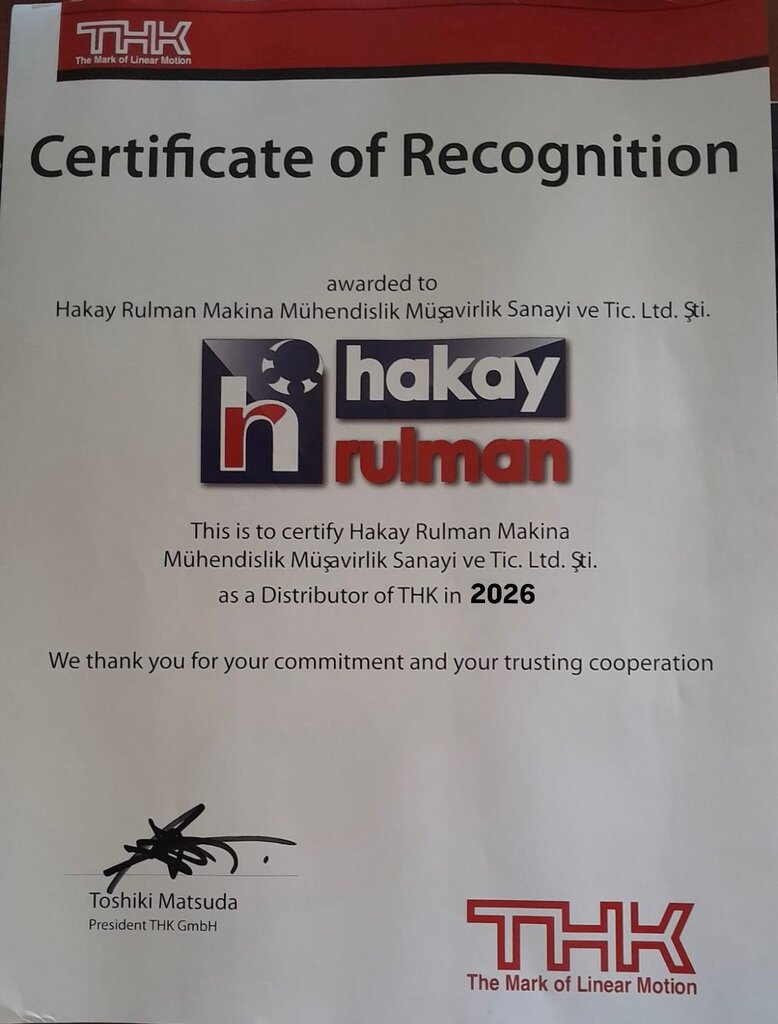 THK
The Mark of Linear Motion
Certificate of Recognition
awarded to
Hakay Rulman Makina Mühendislik Müşavirlik Sanayi ve Tic. Ltd. Şti.
hakay
rulman
This is to certify Hakay Rulman Makina
Mühendislik Müşavirlik Sanayi ve Tic. Ltd. Şti.
as a Distributor of THK in 2026
We thank you for your commitment and your trusting cooperation
Toshiki Matsuda
President THK GmbH
THK
The Mark of Linear Motion